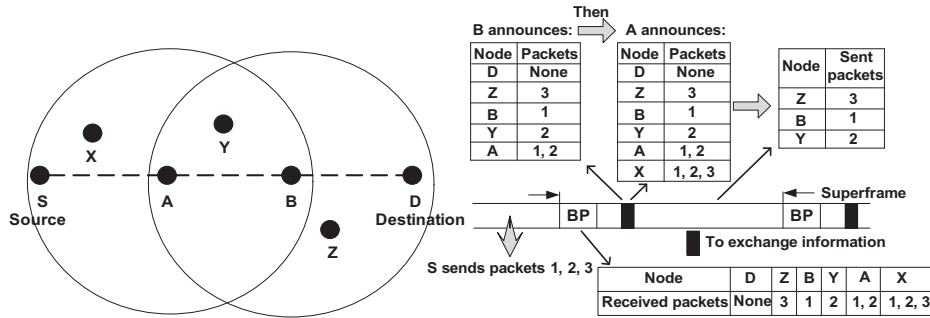 X
Y
S
A
B
D
Source
Destination
Z
Then
B announces:
A announces:
Node Packets
D None
Z 3
B 1
Y 2
A 1, 2
Node Packets
D None
Z 3
B 1
Y 2
A 1, 2
X 1, 2, 3
Node Sent packets
Z 3
B 1
Y 2
Superframe
BP
BP
To exchange information
S sends packets 1, 2, 3
Node D Z B Y A X
Received packets None 3 1 2 1, 2 1, 2, 3